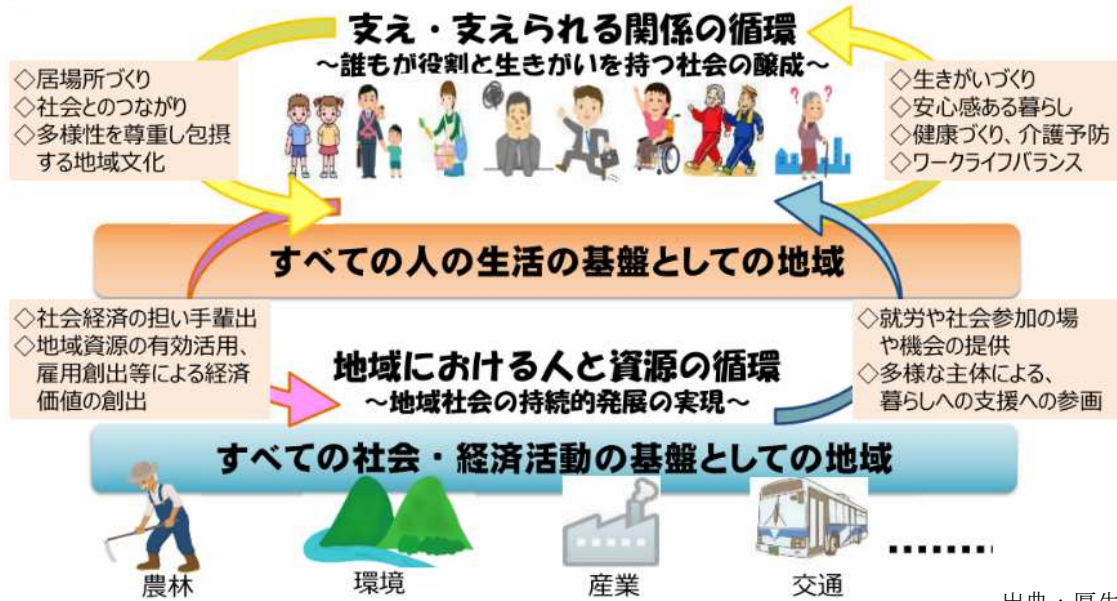 支え・支えられる関係の循環
～誰もが役割と生きがいを持つ社会の醸成～
◇居場所づくり
◇社会とのつながり
◇多様性を尊重し包摂
する地域文化
◇生きがいづくり
◇安心感ある暮らし
◇健康づくり、介護予防
◇ワークライフバランス
? ?
すべての人の生活の基盤としての地域
◇社会経済の担い手輩出
◇地域資源の有効活用、
雇用創出等による経済
価値の創出
地域における人と資源の循環
～地域社会の持続的発展の実現～
◇就労や社会参加の場
や機会の提供
◇多様な主体による、
暮らしへの支援への参画
すべての社会・経済活動の基盤としての地域
農林
環境
産業
交通
出典：厚生